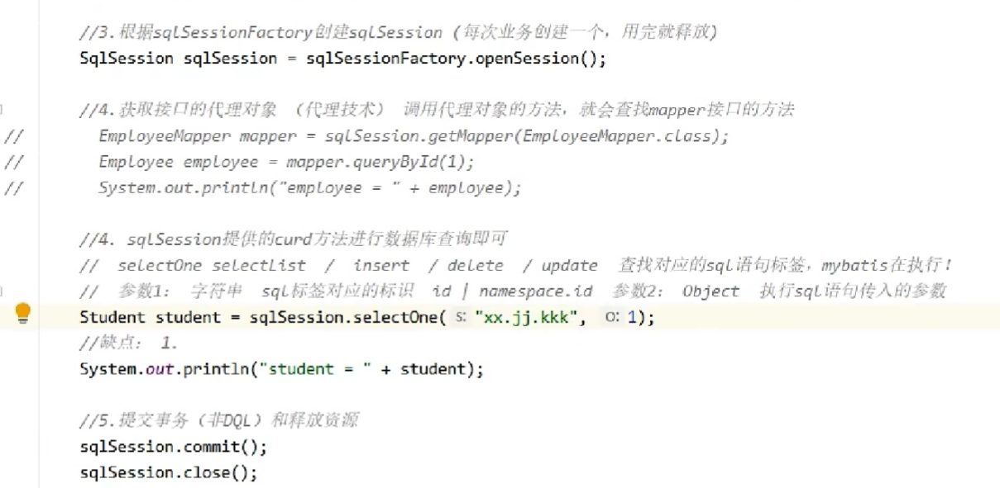 //3.根据sqlSessionFactory创建sqlSession (每次业务创建一个，用完就释放)
SqlSession sqlSession = sqlSessionFactory.openSession();
//4.获取接口的代理对象 （代理技术） 调用代理对象的方法，就会查找mapper接口的方法
// EmployeeMapper mapper = sqlSession.getMapper(EmployeeMapper.class);
// Employee employee = mapper.queryById(1);
// System.out.println("employee = " + employee);
//4. sqlSession提供的curd方法进行数据库查询即可
// selectOne selectList / insert / delete / update 查找对应的sql语句标签，mybatis在执行！
// 参数1： 字符串 sql标签对应的标识 id | namespace.id 参数2： Object 执行sql语句传入的参数
Student student = sqlSession.selectOne( S: "xx.jj.kkk", O: 1);
//缺点： 1.
System.out.println("student = " + student);
//5.提交事务（非DQL）和释放资源
sqlSession.commit();
sqlSession.close();